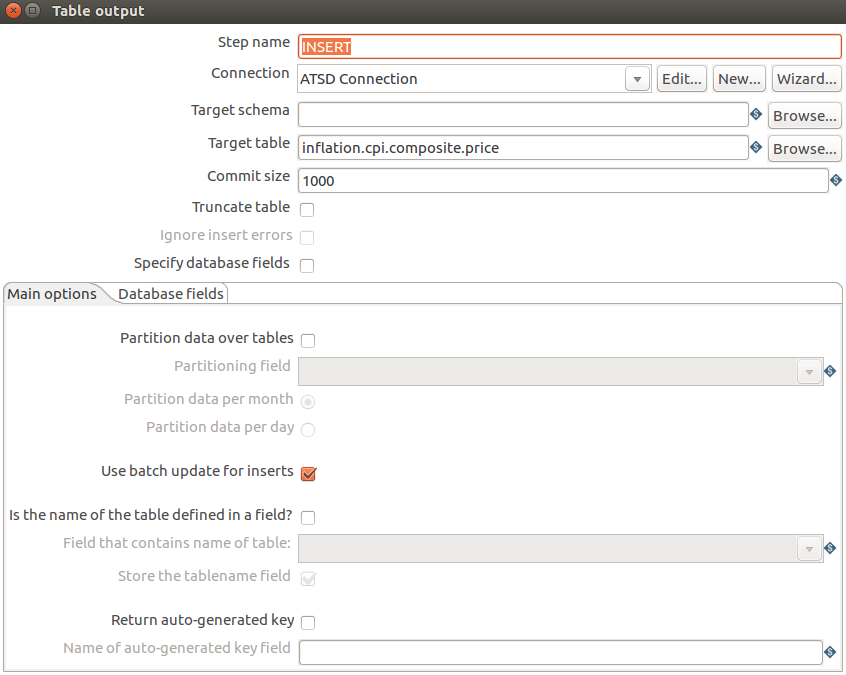 Table output
Step name INSERT
Connection ATSD Connection Edit... New... Wizard...
Target schema Browse...
Target table inflation.cpi.composite.price Browse...
Commit size 1000
Truncate table
Ignore insert errors
Specify database fields
Main options Database fields
Partition data over tables
Partitioning field
Partition data per month
Partition data per day
Use batch update for inserts
Is the name of the table defined in a field?
Field that contains name of table:
Store the tablename field
Return auto-generated key
Name of auto-generated key field